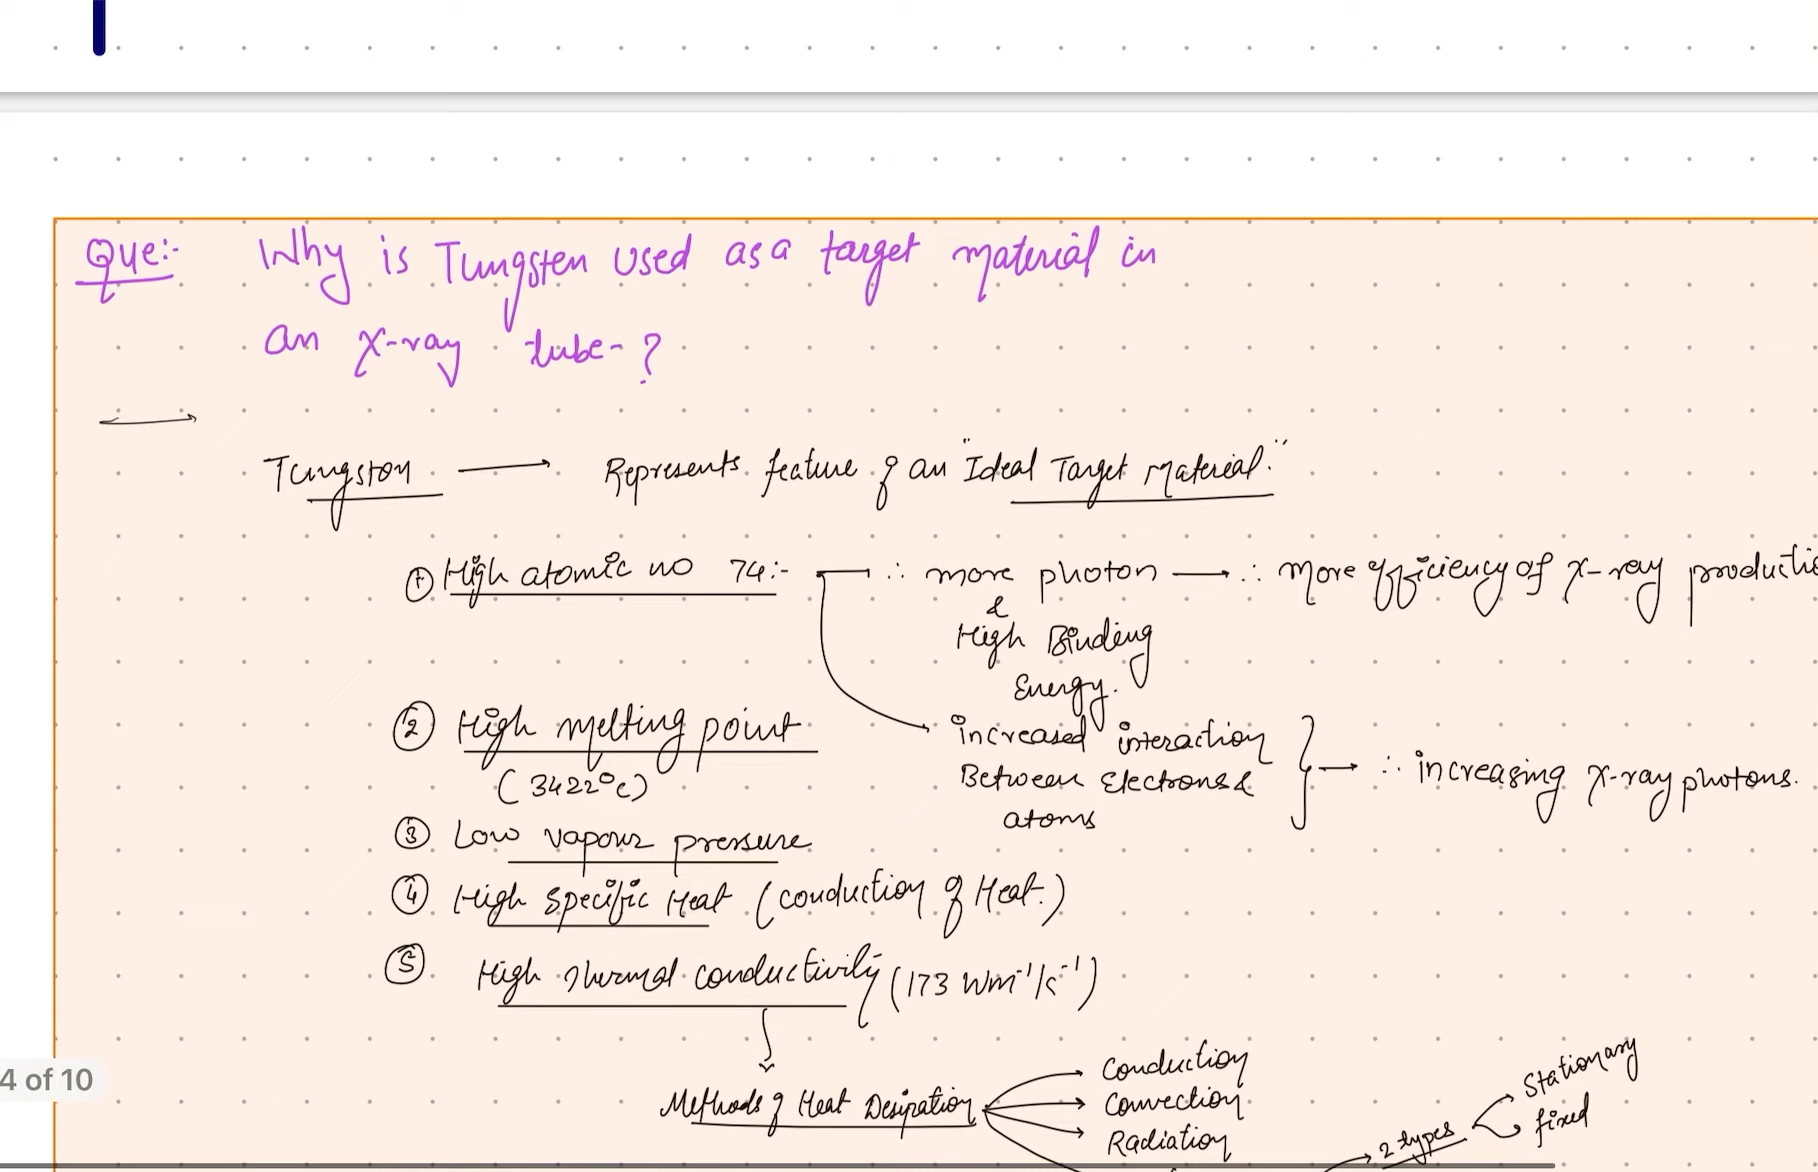 Que:- Why is Tungsten used as a target material in
an X-ray tube-?
Tungston → Represents feature of an "Ideal Target Material."
① High atomic no 74:- ∴ more photon → ∴ more efficiency of X-ray productio
& High Binding Energy.
increased interaction
Between Electrons &
atoms
→ ∴ increasing X-ray photons.
② High melting point
(3422°c)
③ Low vapour pressure
④ High Specific Heat (conduction of Heat.)
⑤ High Thermal conductivity (173 Wm⁻¹K⁻¹)
Methods of Heat Desipation
Conduction
Convection
Radiation
→ 2 types
Stationary
fixed
4 of 10